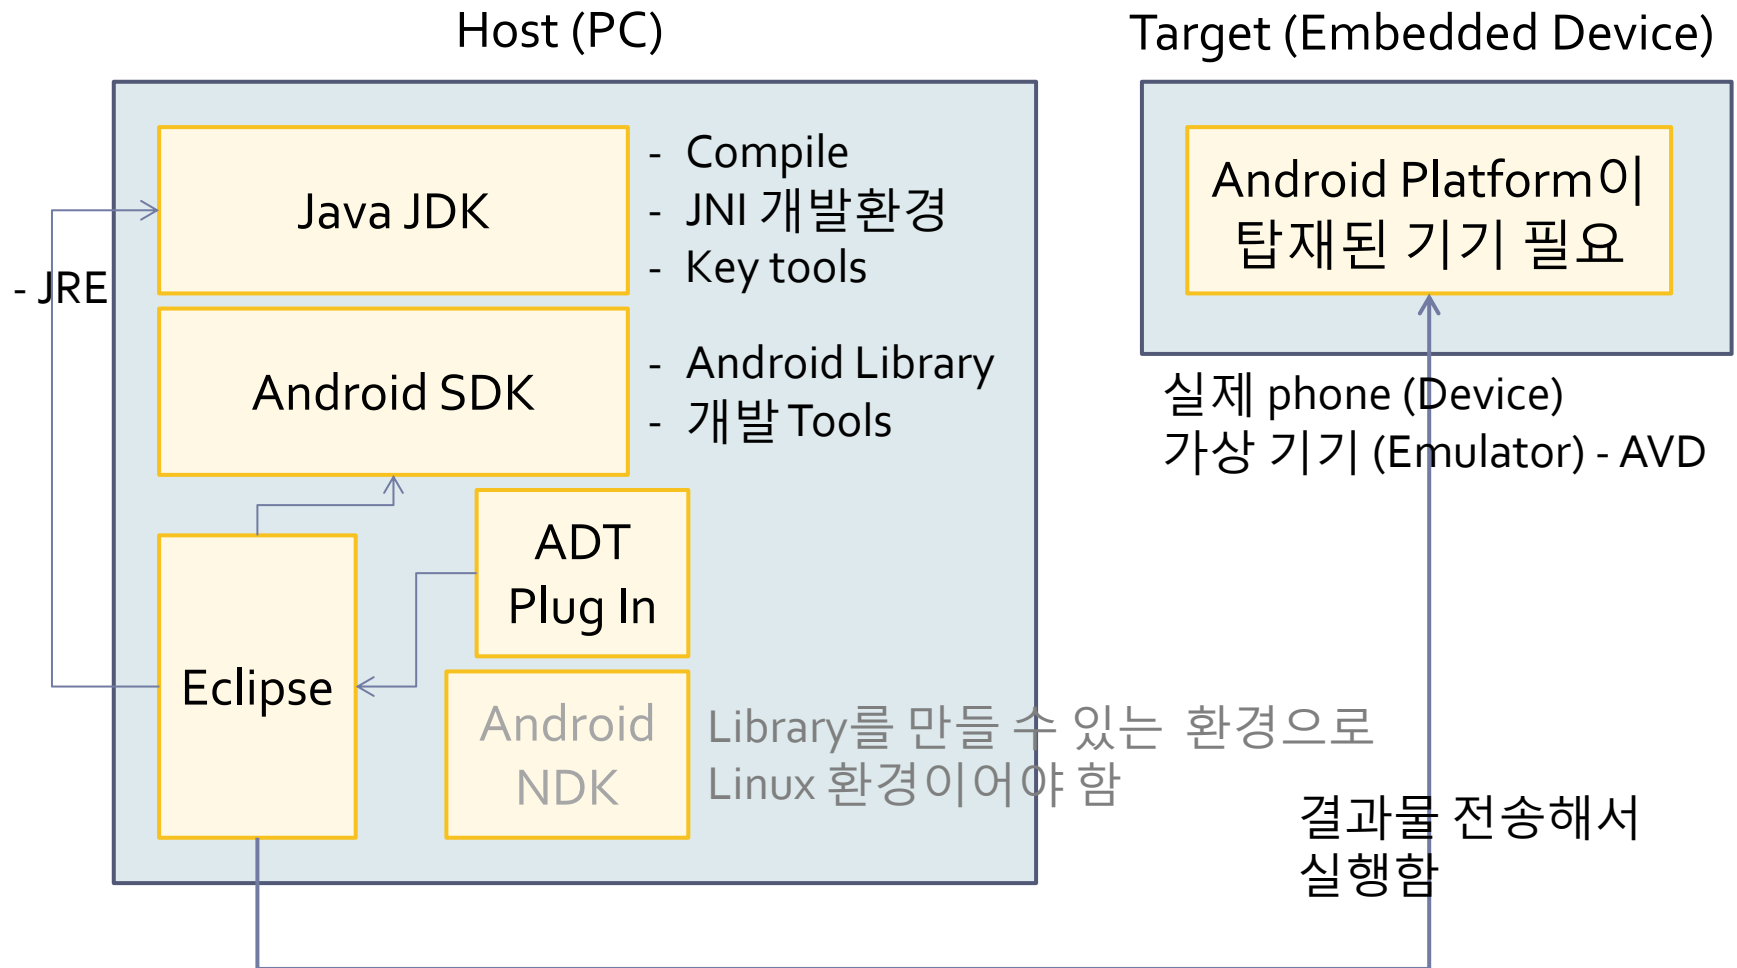 Host (PC)
Target (Embedded Device)
Java JDK
- Compile
- JNI 개발환경
- Key tools
Android Platform이
탑재된 기기 필요
- JRE
Android SDK
- Android Library
- 개발 Tools
실제 phone (Device)
가상 기기 (Emulator) - AVD
ADT
Plug In
Eclipse
Android
NDK
Library를 만들 수 있는 환경으로
Linux 환경이어야 함
결과물 전송해서
실행함